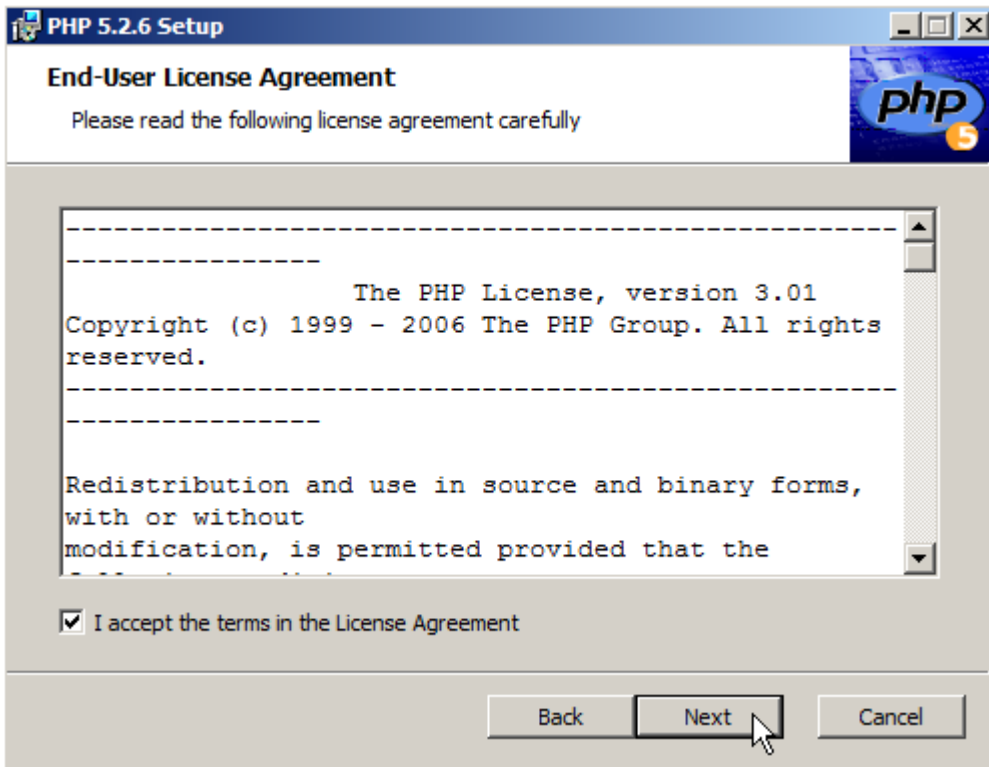 PHP 5.2.6 Setup
End-User License Agreement
Please read the following license agreement carefully
php
5
----------------------------------------------------
----------------
The PHP License, version 3.01
Copyright (c) 1999 - 2006 The PHP Group. All rights
reserved.
----------------------------------------------------
----------------
Redistribution and use in source and binary forms,
with or without
modification, is permitted provided that the
I accept the terms in the License Agreement
Back
Next
Cancel